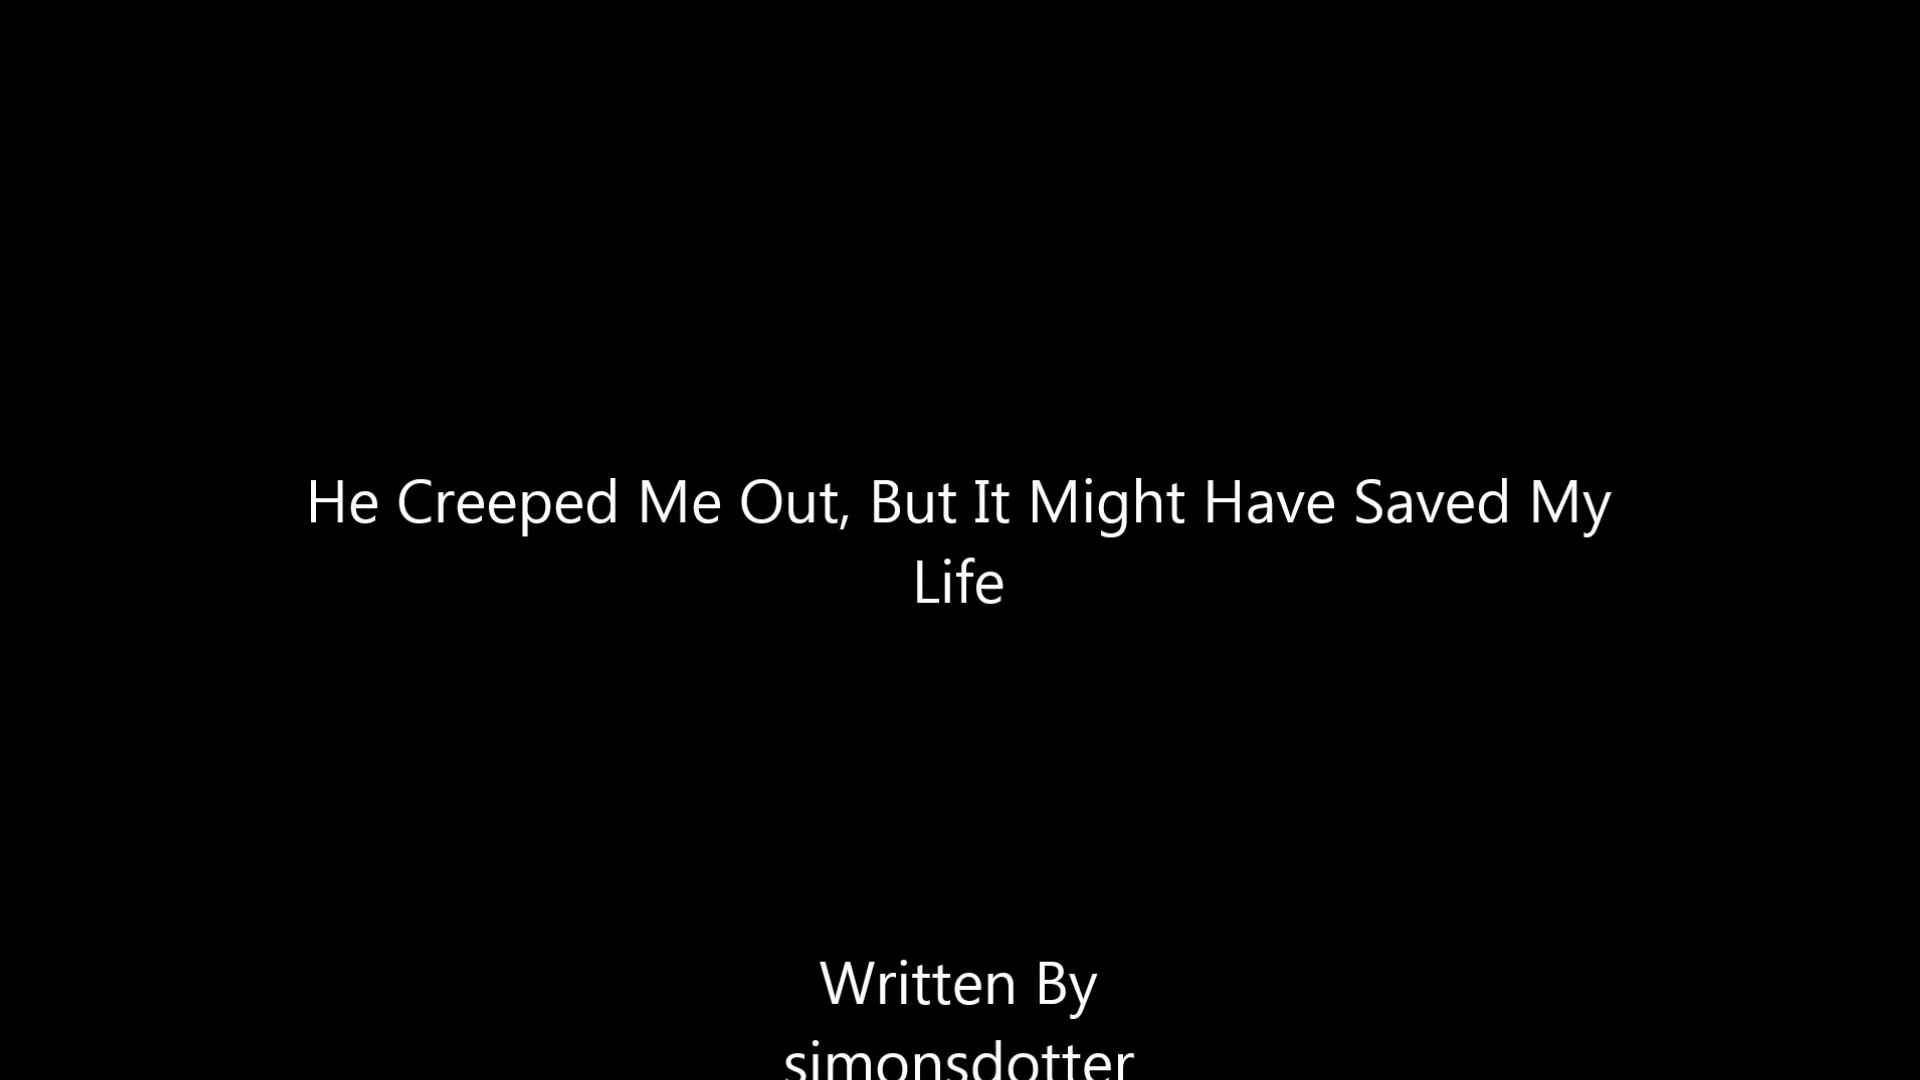 He Creeped Me Out, But It Might Have Saved My
Life
Written By
simonsdotter